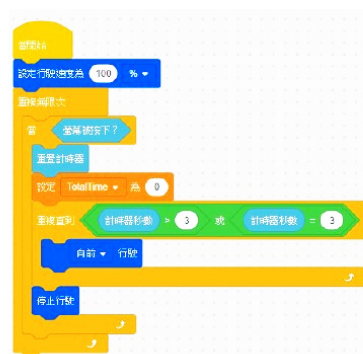 當開始
設定行駛速度為 100 % ▾
重複無限次
當 螢幕被按下？
重置計時器
設定 TotalTime ▾ 為 0
重複直到 計時器秒數 > 3 或 計時器秒數 = 3
向前 ▾ 行駛
停止行駛